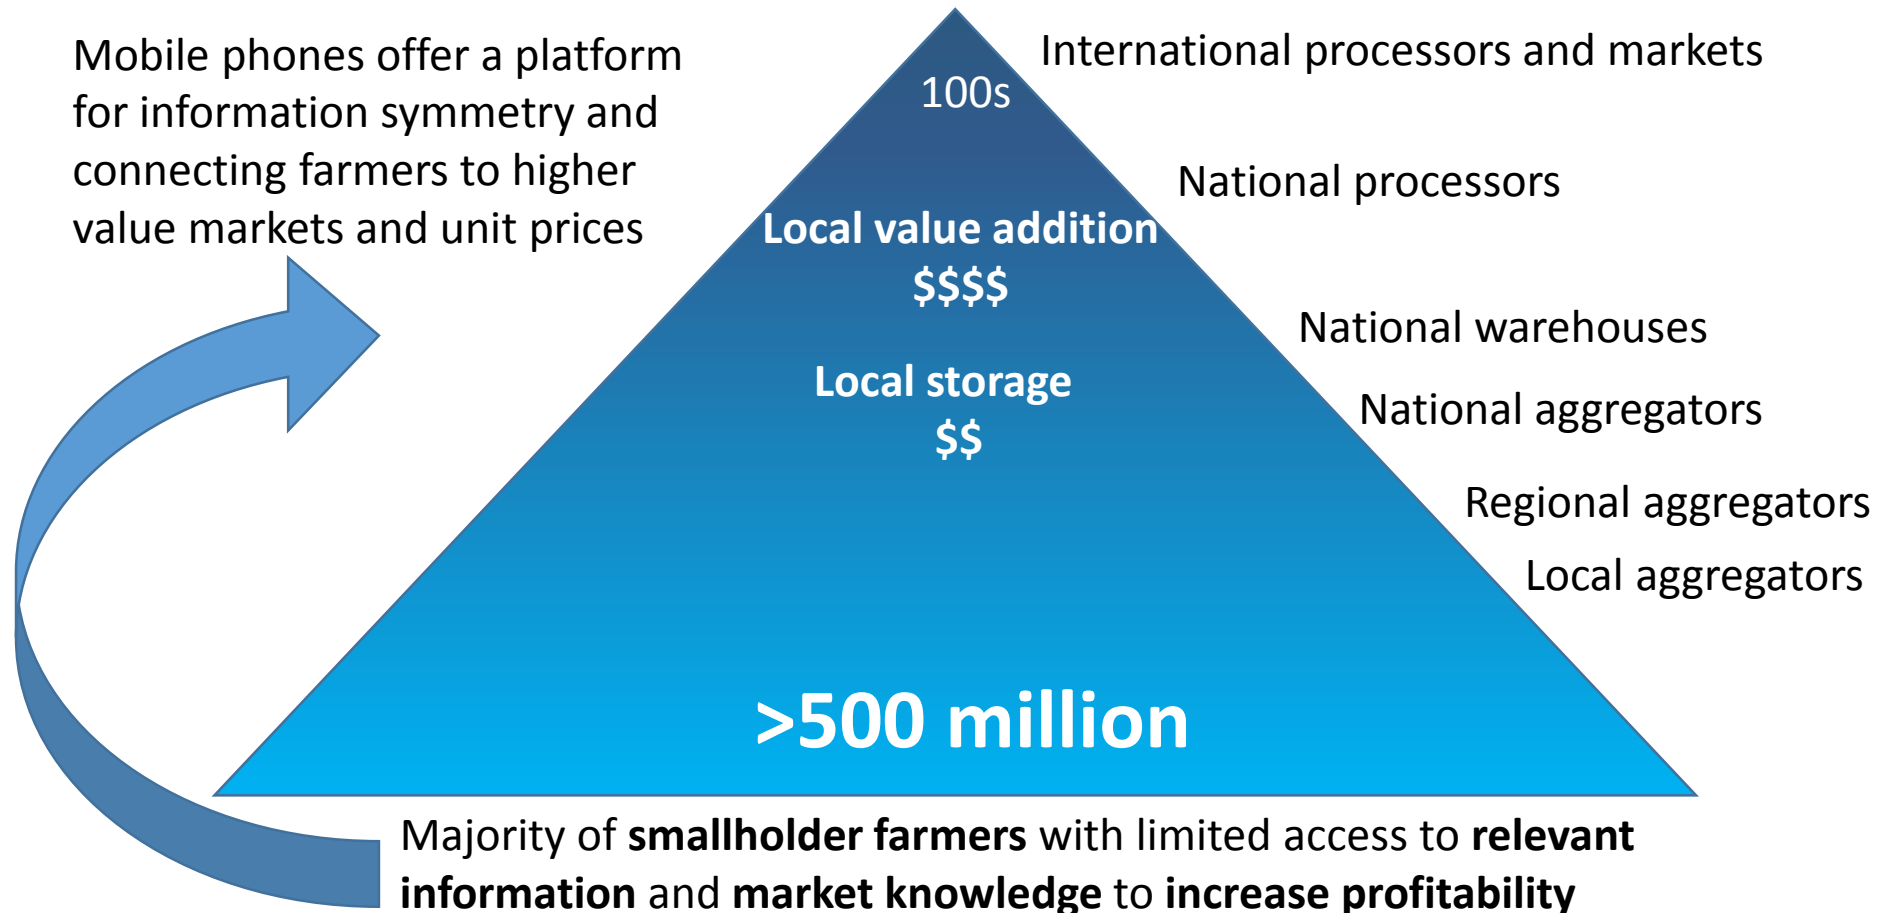 Mobile phones offer a platform
for information symmetry and
connecting farmers to higher
value markets and unit prices
100s
International processors and markets
National processors
Local value addition
$$$$
National warehouses
Local storage
$$
National aggregators
Regional aggregators
Local aggregators
>500 million
Majority of smallholder farmers with limited access to relevant
information and market knowledge to increase profitability